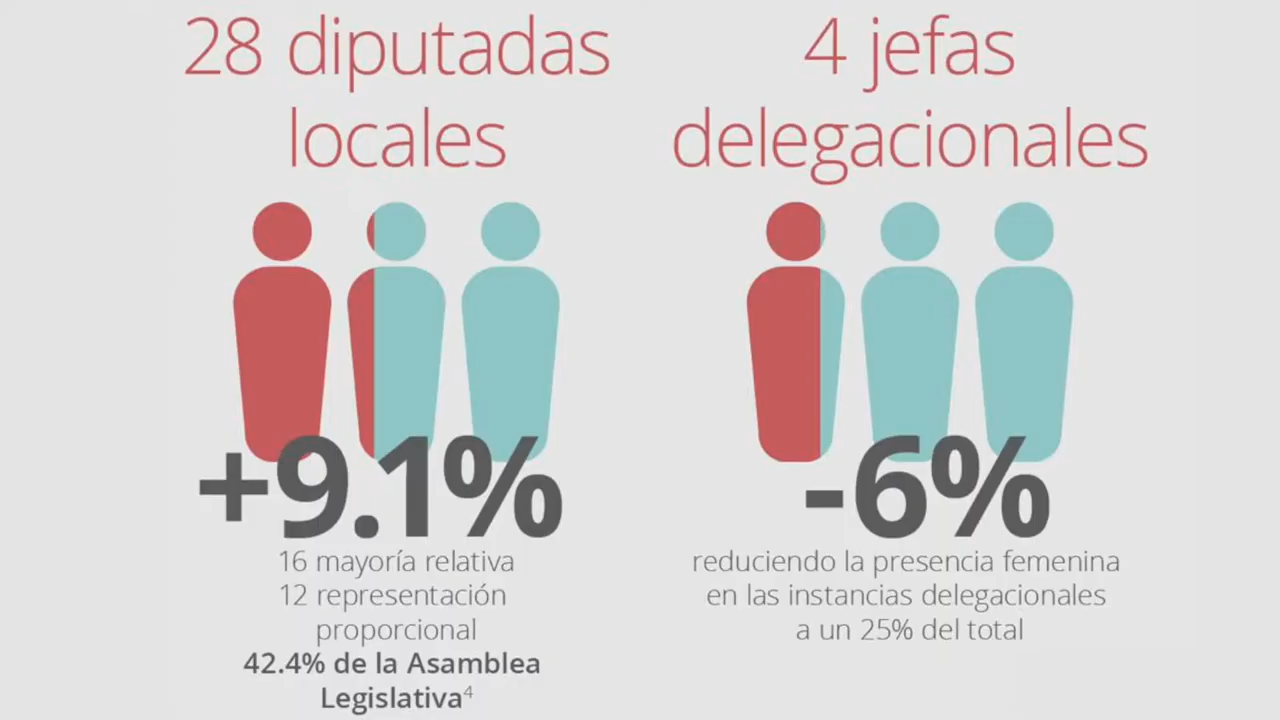 28 diputadas
locales
+9.1%
16 mayoría relativa
12 representación
proporcional
42.4% de la Asamblea
Legislativa4
4 jefas
delegacionales
-6%
reduciendo la presencia femenina
en las instancias delegacionales
a un 25% del total